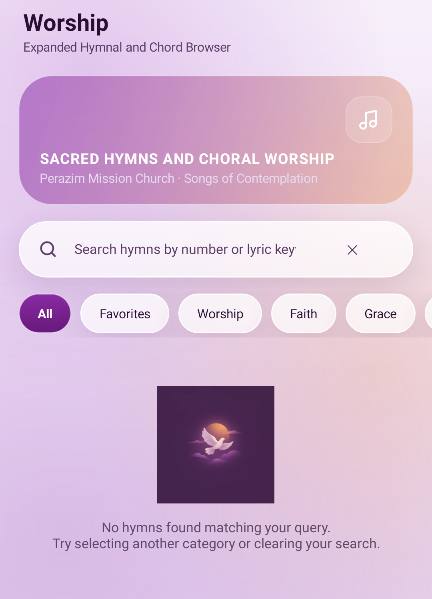 Worship
Expanded Hymnal and Chord Browser
SACRED HYMNS AND CHORAL WORSHIP
Perazim Mission Church · Songs of Contemplation
Search hymns by number or lyric key
All
Favorites
Worship
Faith
Grace
No hymns found matching your query.
Try selecting another category or clearing your search.